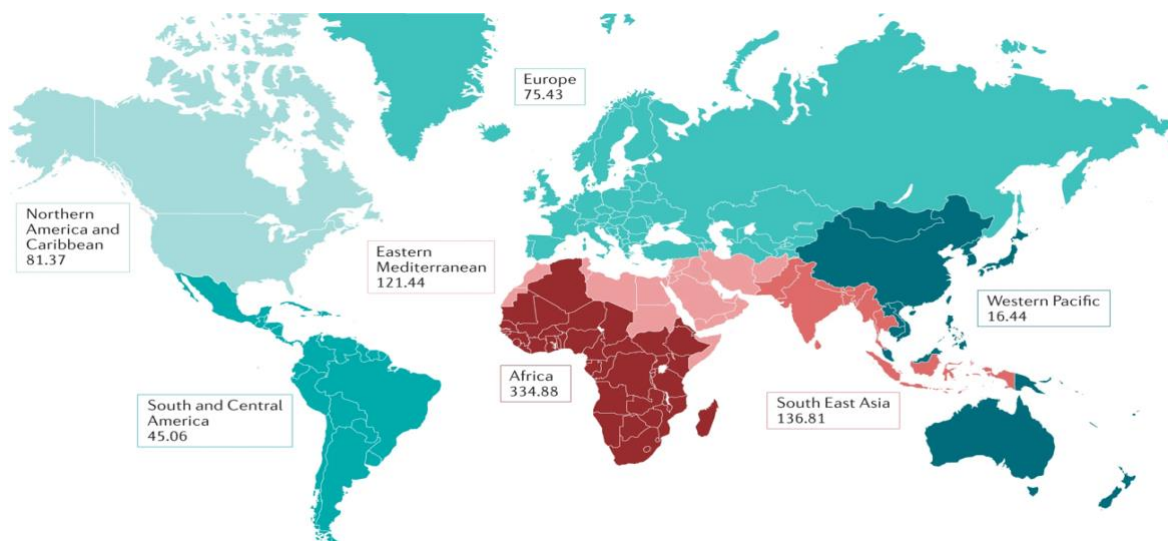 Europe
75.43
Northern
America and
Caribbean
81.37
Eastern
Mediterranean
121.44
Western Pacific
16.44
Africa
334.88
South East Asia
136.81
South and Central
America
45.06